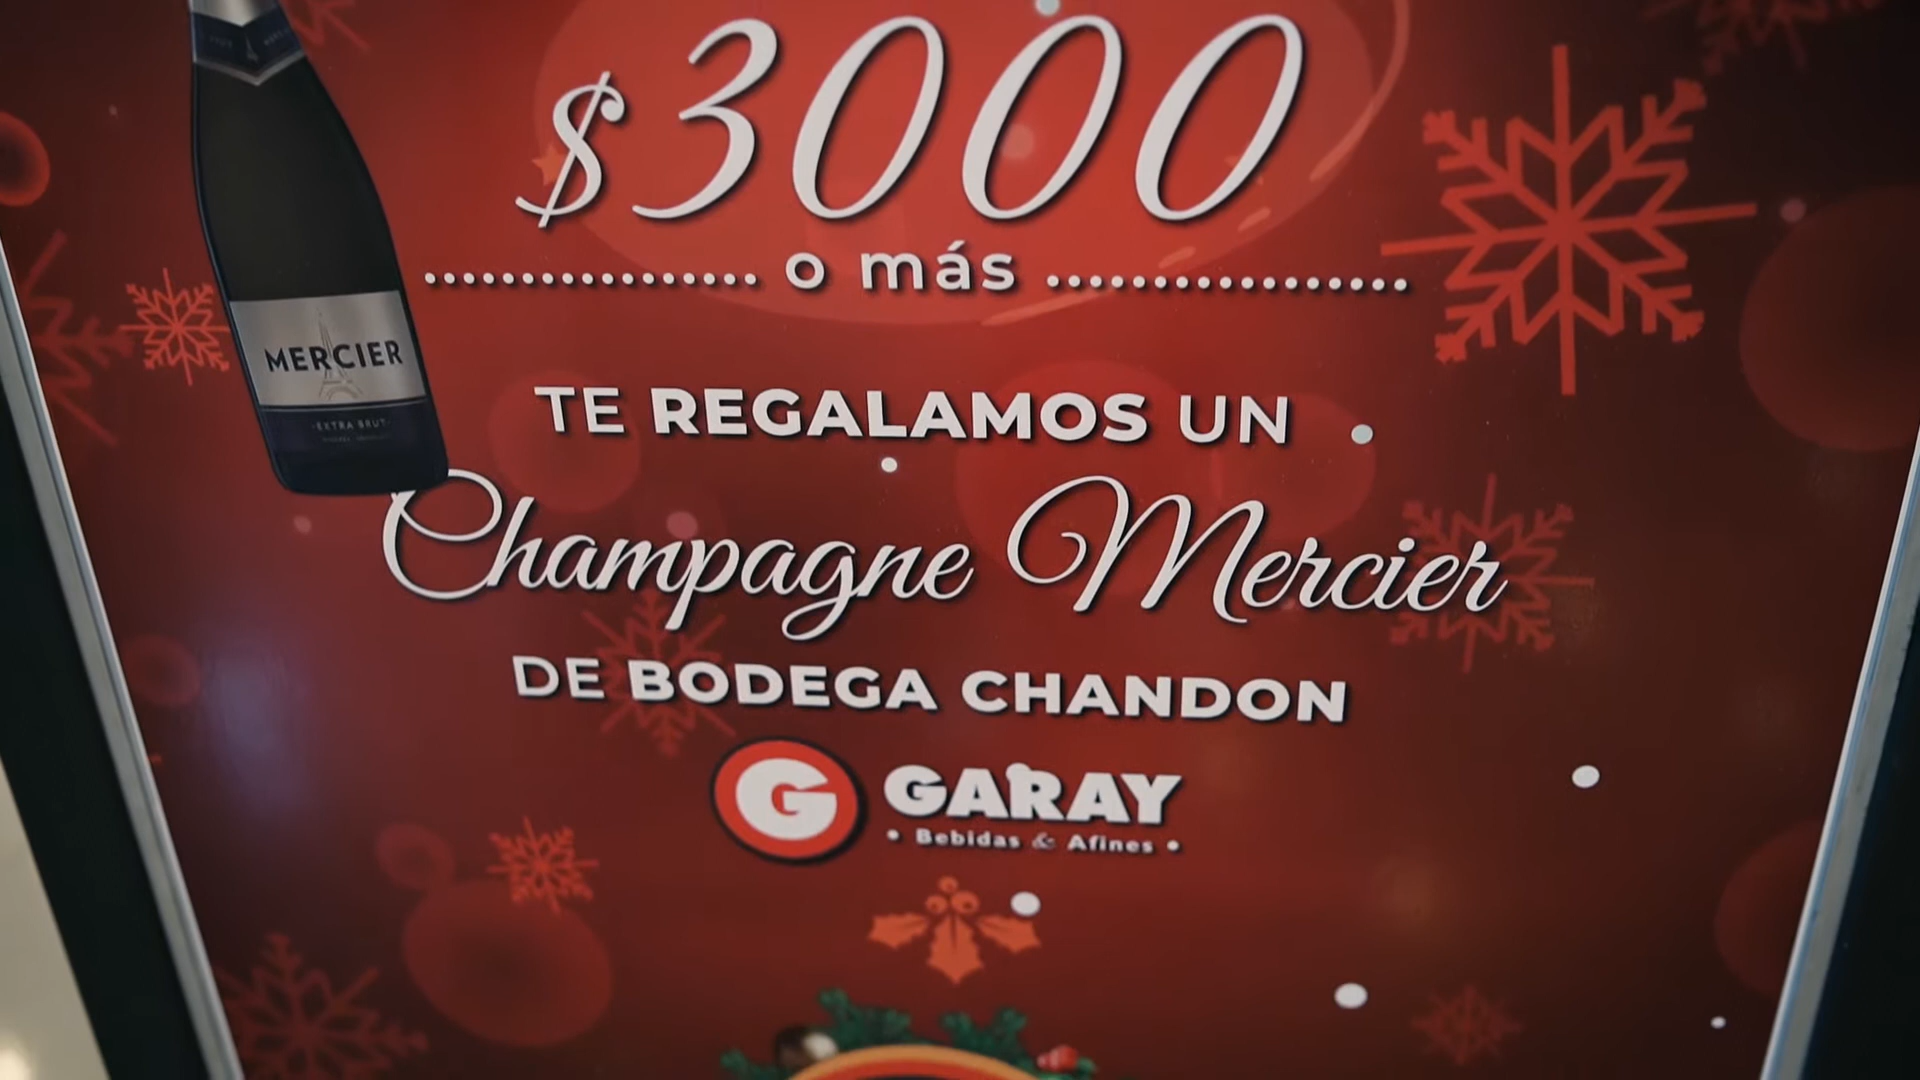 $3000
o más
MERCIER
EXTRA BRUT
TE REGALAMOS UN
Champagne Mercier
DE BODEGA CHANDON
G GARAY
• Bebidas & Afines •